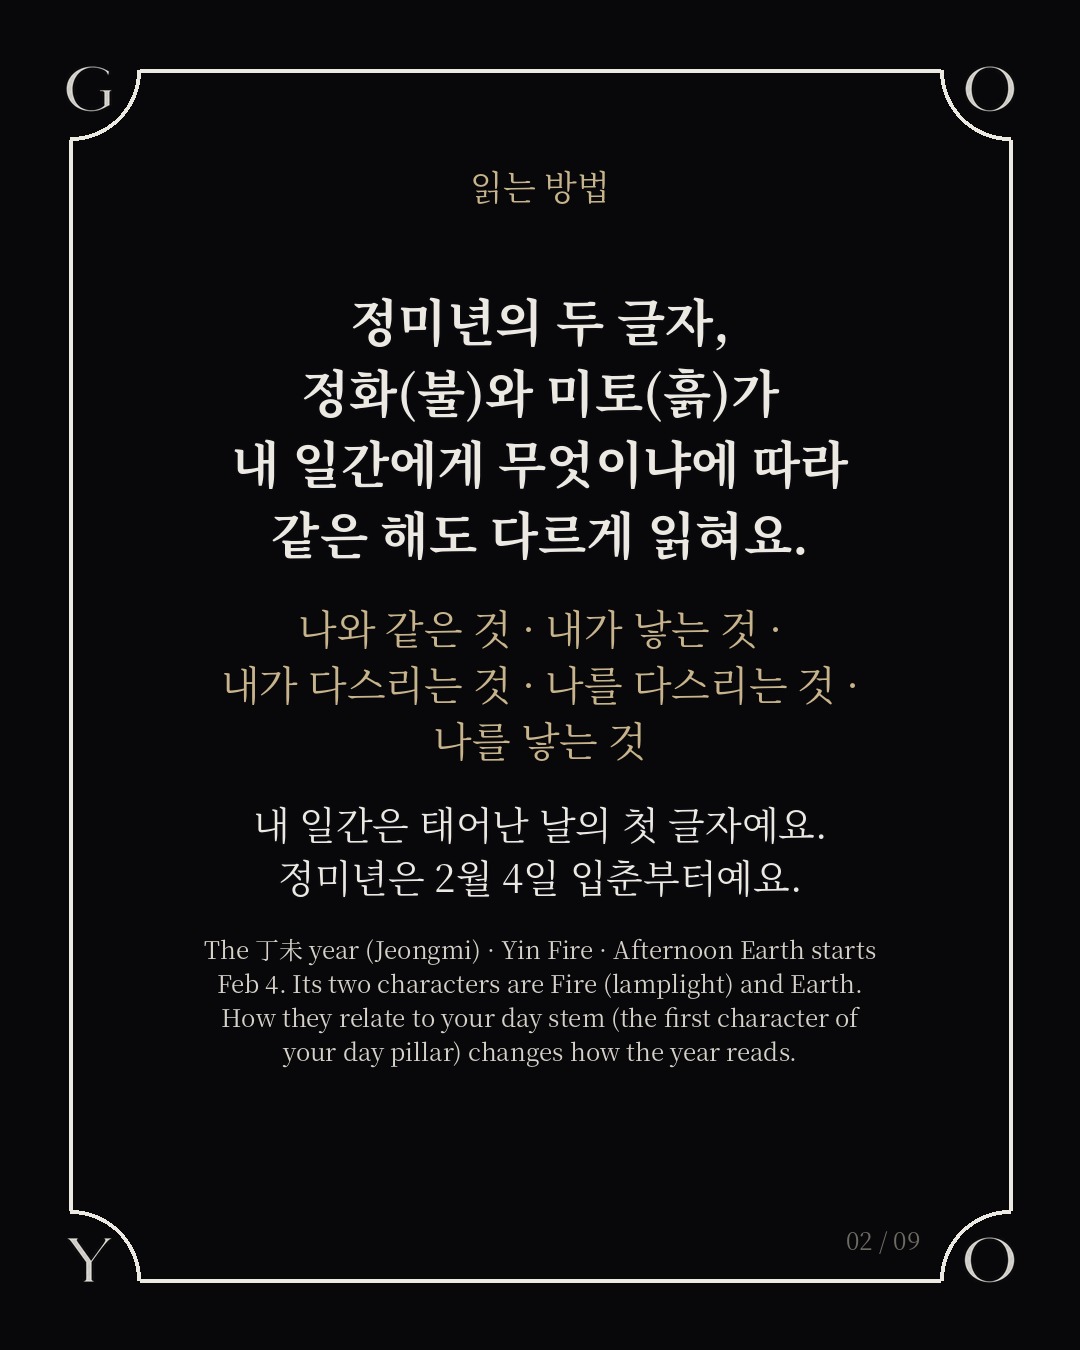 G
O
읽는 방법
정미년의 두 글자,
정화(불)와 미토(흙)가
내 일간에게 무엇이냐에 따라
같은 해도 다르게 읽혀요.
나와 같은 것 · 내가 낳는 것 ·
내가 다스리는 것 · 나를 다스리는 것 ·
나를 낳는 것
내 일간은 태어난 날의 첫 글자예요.
정미년은 2월 4일 입춘부터예요.
The 丁未 year (Jeongmi) · Yin Fire · Afternoon Earth starts
Feb 4. Its two characters are Fire (lamplight) and Earth.
How they relate to your day stem (the first character of
your day pillar) changes how the year reads.
02 / 09
Y
O